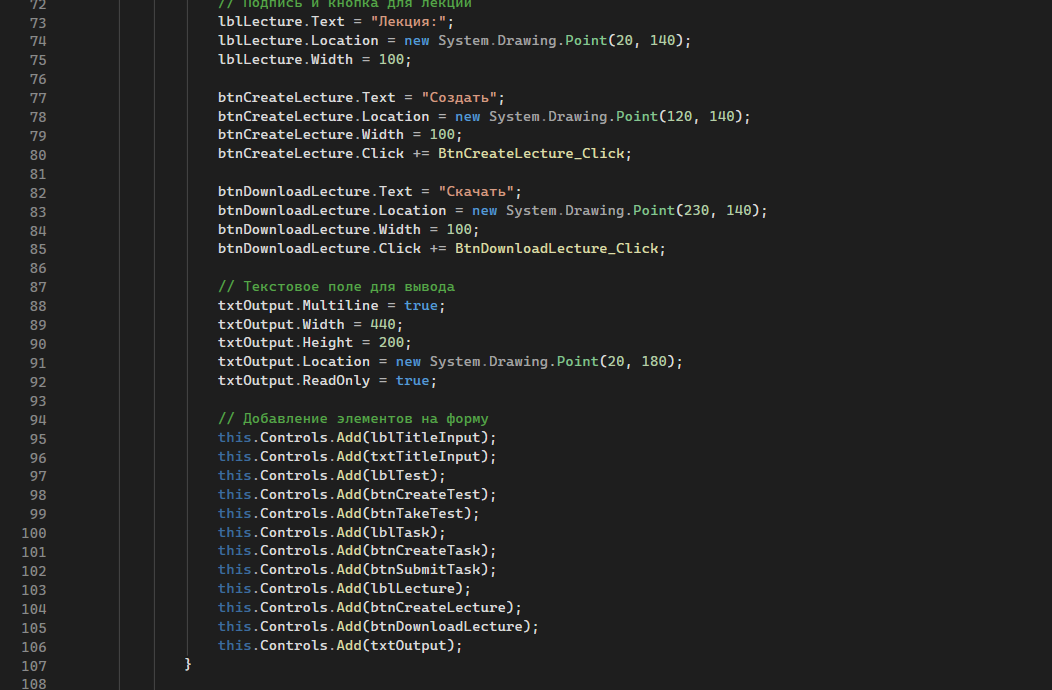 72 // Подпись и кнопка для лекции
73 lblLecture.Text = "Лекция:";
74 lblLecture.Location = new System.Drawing.Point(20, 140);
75 lblLecture.Width = 100;
76
77 btnCreateLecture.Text = "Создать";
78 btnCreateLecture.Location = new System.Drawing.Point(120, 140);
79 btnCreateLecture.Width = 100;
80 btnCreateLecture.Click += BtnCreateLecture_Click;
81
82 btnDownloadLecture.Text = "Скачать";
83 btnDownloadLecture.Location = new System.Drawing.Point(230, 140);
84 btnDownloadLecture.Width = 100;
85 btnDownloadLecture.Click += BtnDownloadLecture_Click;
86
87 // Текстовое поле для вывода
88 txtOutput.Multiline = true;
89 txtOutput.Width = 440;
90 txtOutput.Height = 200;
91 txtOutput.Location = new System.Drawing.Point(20, 180);
92 txtOutput.ReadOnly = true;
93
94 // Добавление элементов на форму
95 this.Controls.Add(lblTitleInput);
96 this.Controls.Add(txtTitleInput);
97 this.Controls.Add(lblTest);
98 this.Controls.Add(btnCreateTest);
99 this.Controls.Add(btnTakeTest);
100 this.Controls.Add(lblTask);
101 this.Controls.Add(btnCreateTask);
102 this.Controls.Add(btnSubmitTask);
103 this.Controls.Add(lblLecture);
104 this.Controls.Add(btnCreateLecture);
105 this.Controls.Add(btnDownloadLecture);
106 this.Controls.Add(txtOutput);
107 }
108